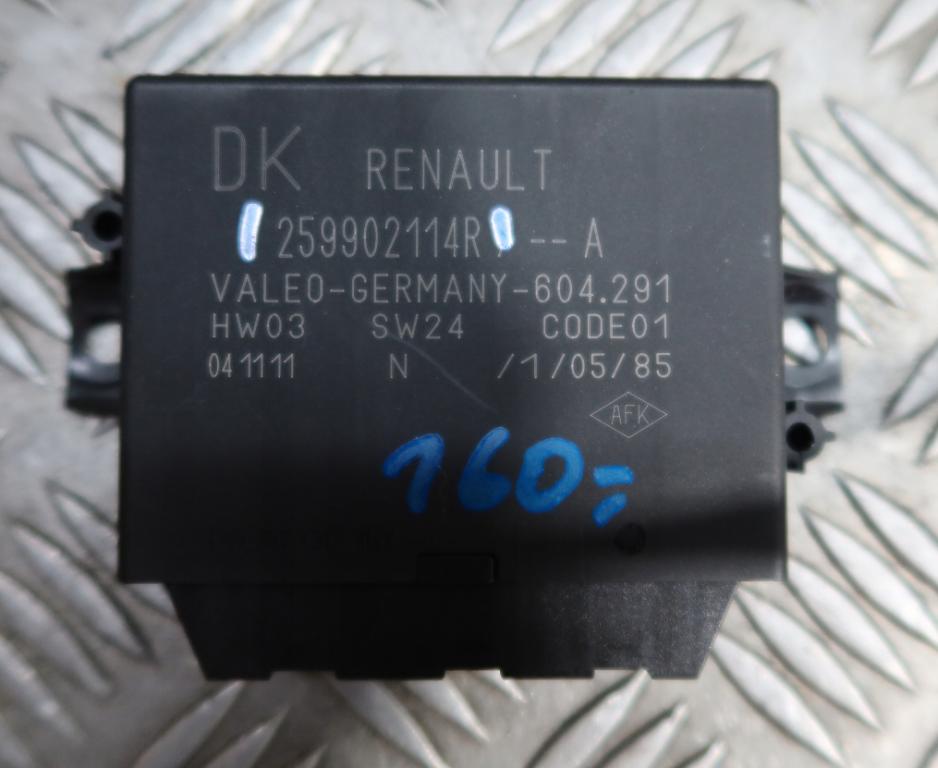 DK RENAULT
259902114R -- A
VALEO-GERMANY-604.291
HW03 SW24 CODE01
041111 N /1/05/85
AFK
160,=